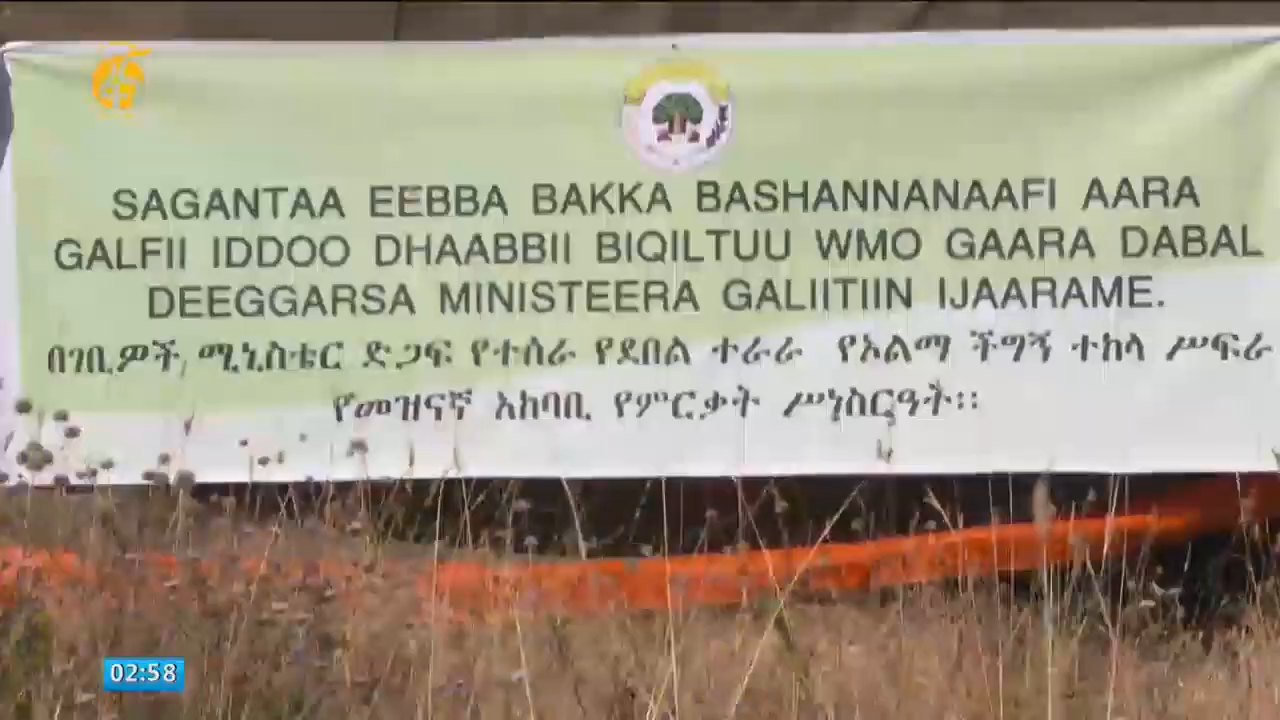 SAGANTAA EEBBA BAKKA BASHANNANAAFI AARA
GALFII IDDOO DHAABBII BIQILTUU WMO GAARA DABAL
DEEGGARSA MINISTEERA GALIITIIN IJAARAME.
በገቢዎች ሚኒስቴር ድጋፍ የተሰራ የደበል ተራራ የኦልማ ችግኝ ተከላ ሥፍራ
የመዝናኛ አከባቢ የምርቃት ሥነስርዓት፡፡
02:58